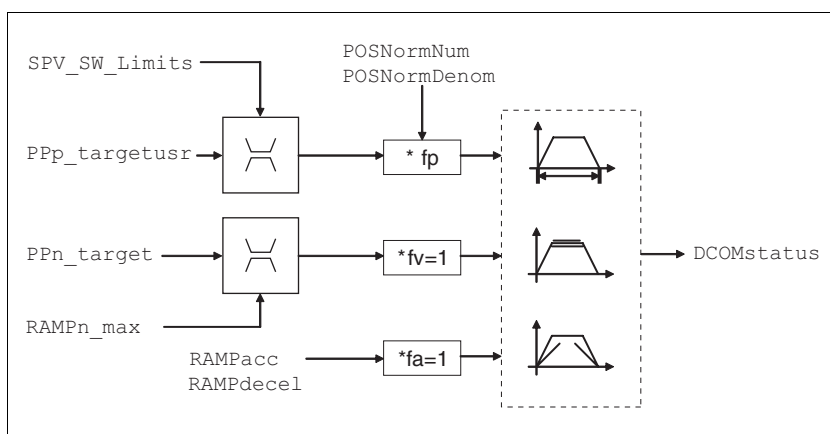 POSNormNum
POSNormDenom
SPV_SW_Limits
PPp_targetusr
* fp
PPn_target
*fv=1
DCOMstatus
RAMPn_max
RAMPacc
RAMPdecel
*fa=1